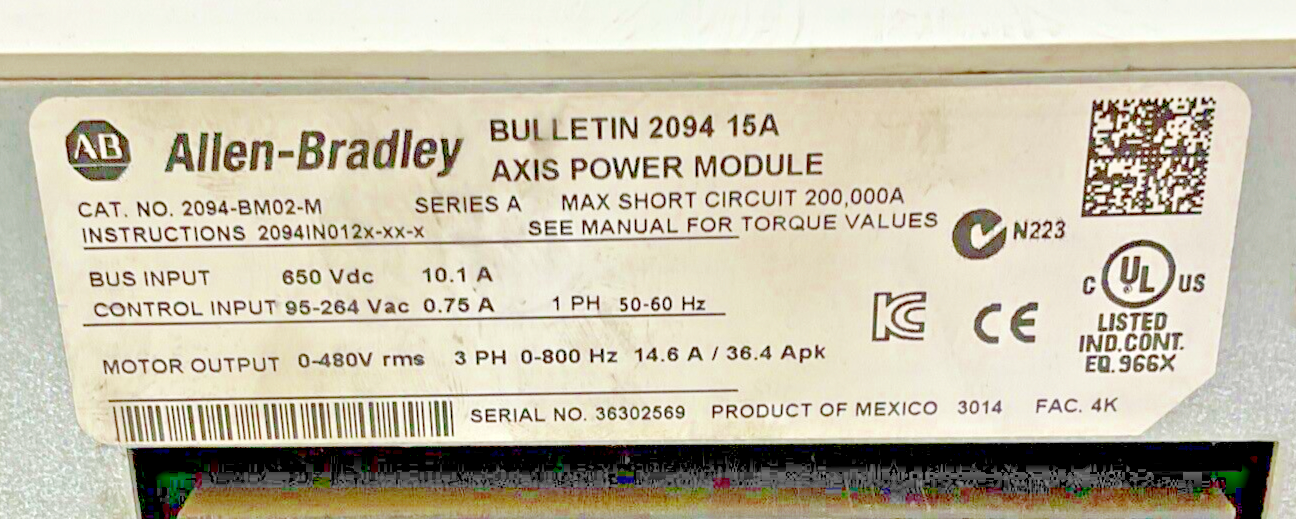 AB Allen-Bradley
BULLETIN 2094 15A
AXIS POWER MODULE
CAT. NO. 2094-BM02-M SERIES A MAX SHORT CIRCUIT 200,000A
INSTRUCTIONS 2094IN012x-xx-x SEE MANUAL FOR TORQUE VALUES
N223
BUS INPUT 650 Vdc 10.1 A
CONTROL INPUT 95-264 Vac 0.75 A 1 PH 50-60 Hz
C UL US
LISTED
IND.CONT.
EQ.966X
KC CE
MOTOR OUTPUT 0-480V rms 3 PH 0-800 Hz 14.6 A / 36.4 Apk
SERIAL NO. 36302569 PRODUCT OF MEXICO 3014 FAC. 4K